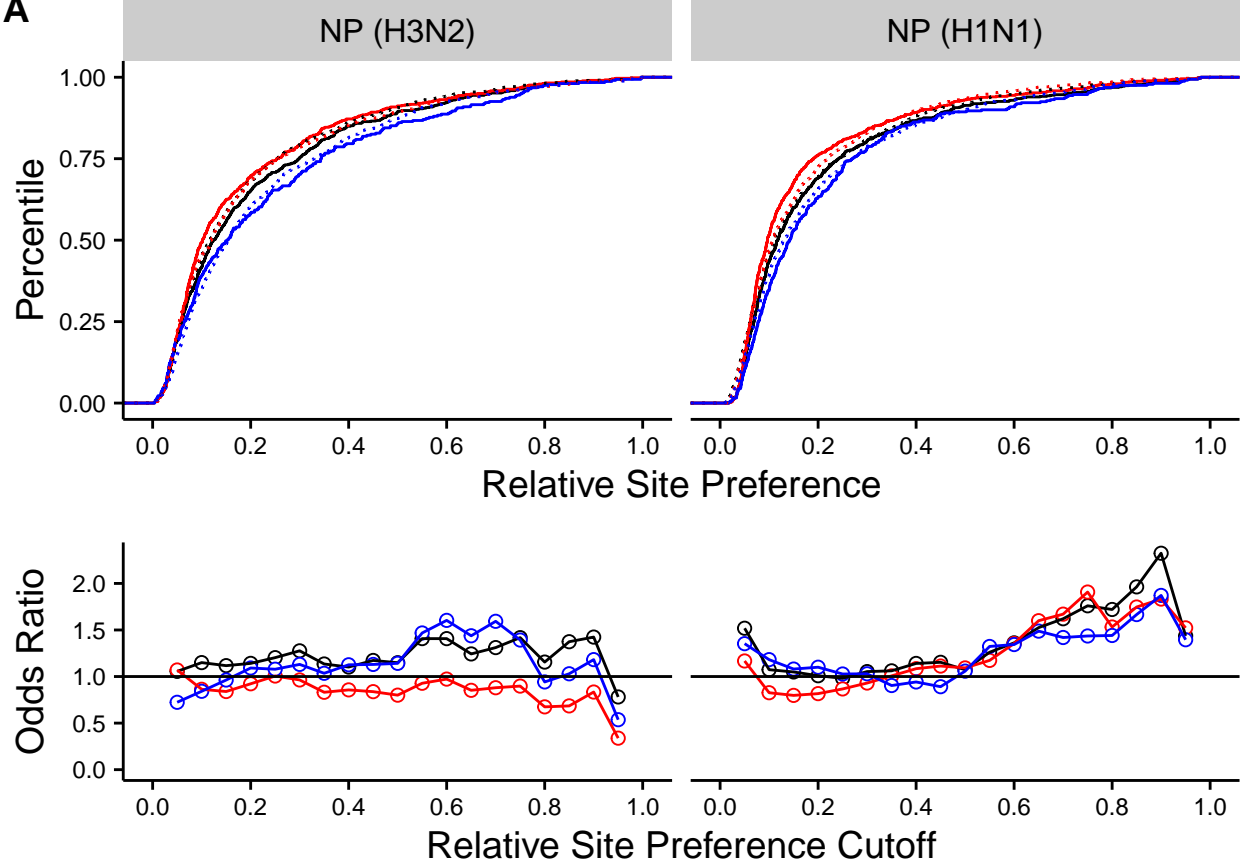 A
NP (H3N2) NP (H1N1)
Percentile
1.00
0.75
0.50
0.25
0.00
0.0 0.2 0.4 0.6 0.8 1.0 0.0 0.2 0.4 0.6 0.8 1.0
Relative Site Preference
Odds Ratio
2.0
1.5
1.0
0.5
0.0
0.0 0.2 0.4 0.6 0.8 1.0 0.0 0.2 0.4 0.6 0.8 1.0
Relative Site Preference Cutoff